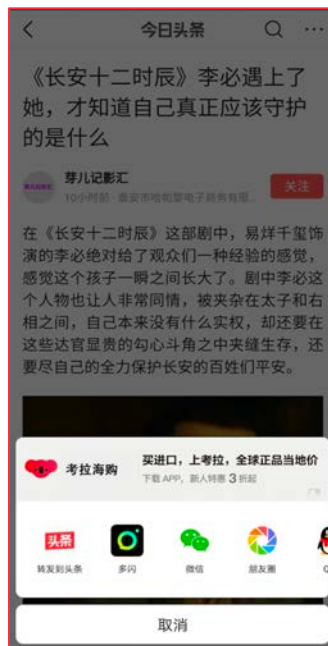 今日头条
《长安十二时辰》李必遇上了
她，才知道自己真正应该守护
的是什么
芽儿记影汇
关注
10小时前·泰安市哈帕黎电子商务有限...
在《长安十二时辰》这部剧中，易烊千玺饰
演的李必绝对给了观众们一种经验的感觉，
感觉这个孩子一瞬之间长大了。剧中李必这
个人物也让人非常同情，被夹杂在太子和右
相之间，自己本来没有什么实权，却还要在
这些达官显贵的勾心斗角之中夹缝生存，还
要尽自己的全力保护长安的百姓们平安。
考拉海购
买进口，上考拉，全球正品当地价
下载 APP，新人特惠 3 折起
广告
头条
转发到头条
多闪
微信
朋友圈
Q
取消